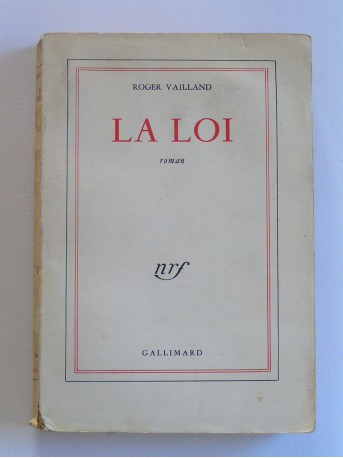 ROGER VAILLAND
LA LOI
roman
nrf
GALLIMARD